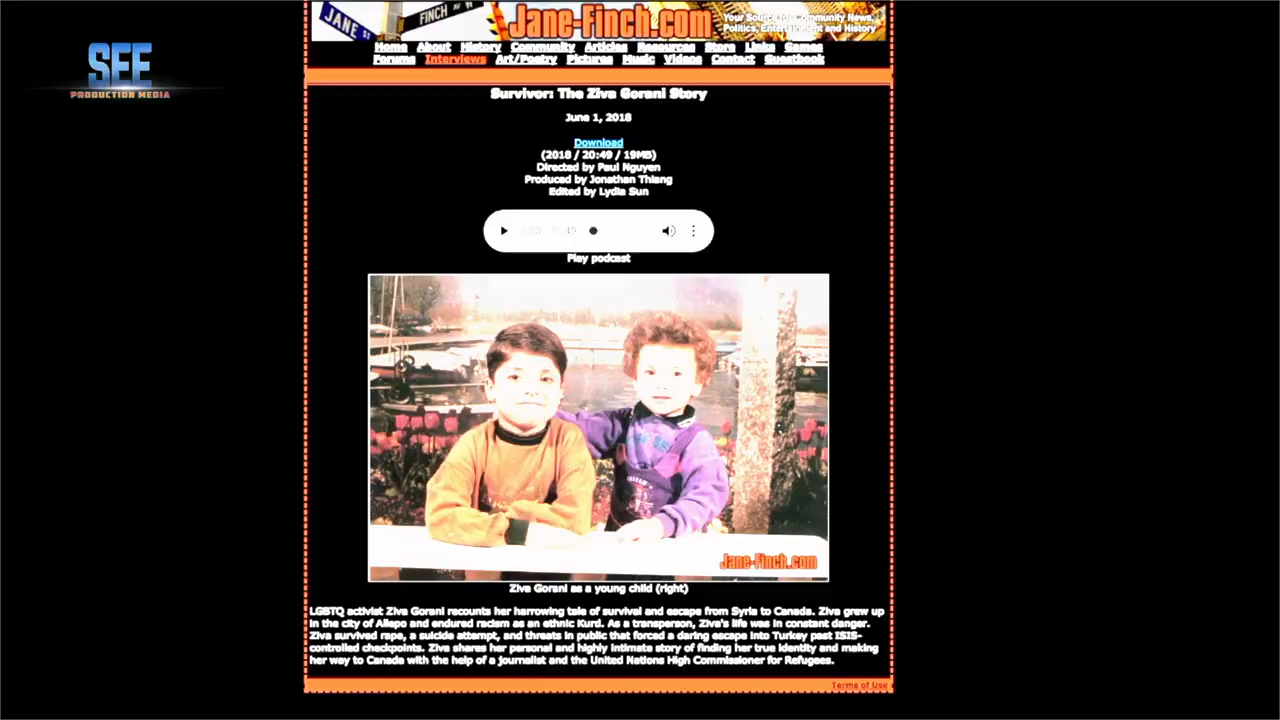 SEE
PRODUCTION MEDIA
JANE ST
FINCH AV W
Jane-Finch.com
Your Source for Community News,
Politics, Entertainment and History
Home About History Community Articles Resources Store Links Games
Forums Interviews Art/Poetry Pictures Music Videos Contact Guestbook
Survivor: The Ziva Gorani Story
June 1, 2018
Download
(2018 / 20:49 / 19MB)
Directed by Paul Nguyen
Produced by Jonathan Thiang
Edited by Lydia Sun
Play podcast
Jane-Finch.com
Ziva Gorani as a young child (right)
LGBTQ activist Ziva Gorani recounts her harrowing tale of survival and escape from Syria to Canada. Ziva grew up
in the city of Allepo and endured racism as an ethnic Kurd. As a transperson, Ziva's life was in constant danger.
Ziva survived rape, a suicide attempt, and threats in public that forced a daring escape into Turkey past ISIS-
controlled checkpoints. Ziva shares her personal and highly intimate story of finding her true identity and making
her way to Canada with the help of a journalist and the United Nations High Commissioner for Refugees.
Terms of Use